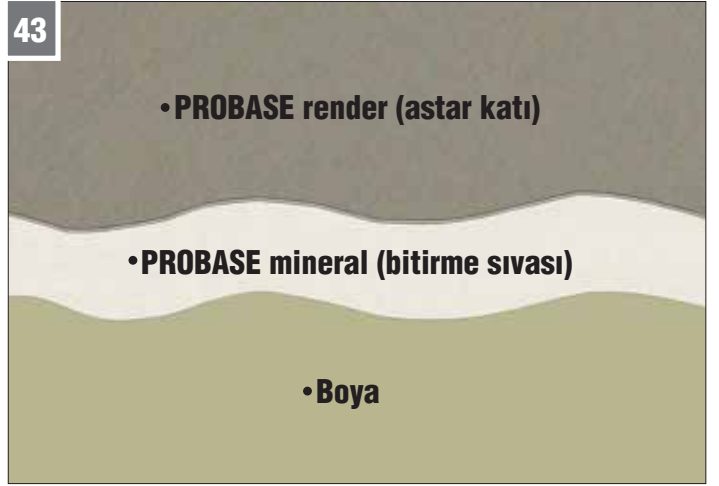 43
•PROBASE render (astar katı)
•PROBASE mineral (bitirme sıvası)
•Boya